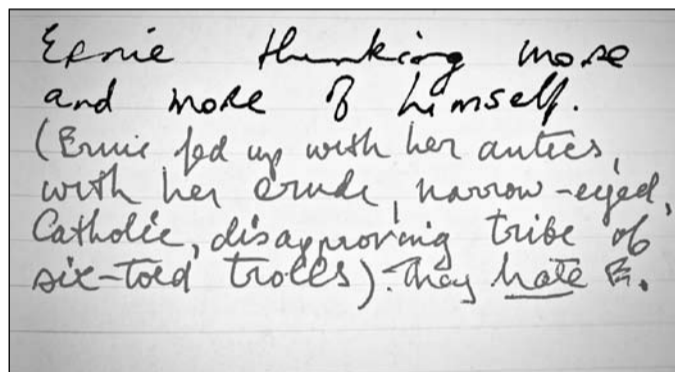 Ernie thinking more
and more of himself.
(Ernie fed up with her antics,
with her crude, narrow-eyed,
Catholic, disapproving tribe of
six-toed trolls). They hate E.